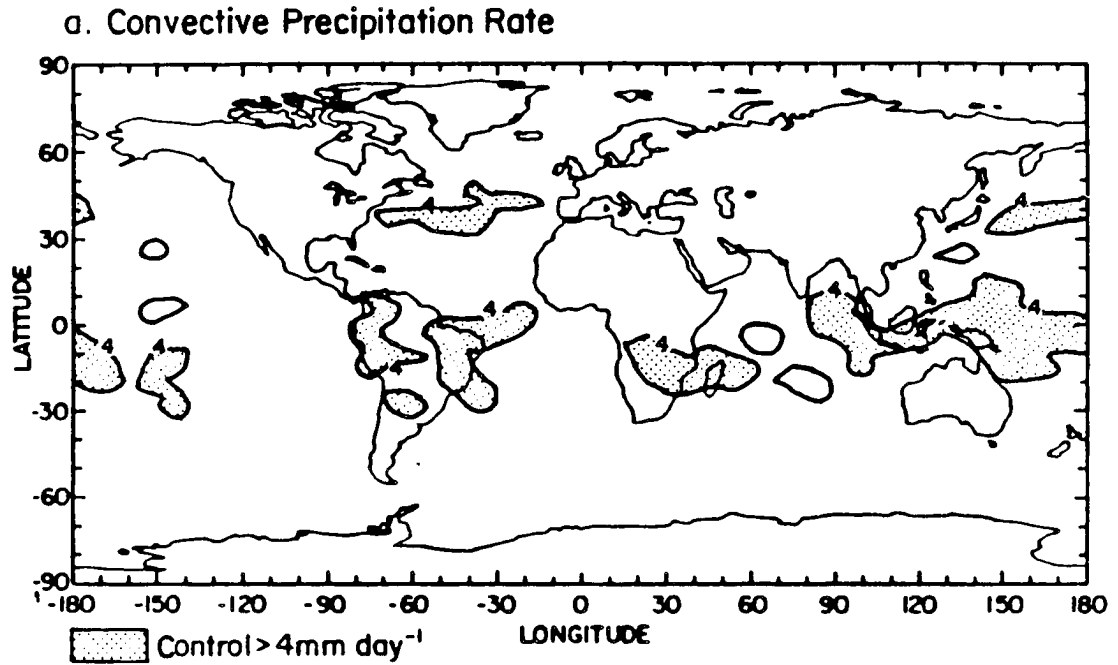 a. Convective Precipitation Rate
90
60
30
0
-30
-60
-90
LATITUDE
4 4
4 4
4 4 4 4
4 4
-180 -150 -120 -90 -60 -30 0 30 60 90 120 150 180
LONGITUDE
Control > 4mm day⁻¹